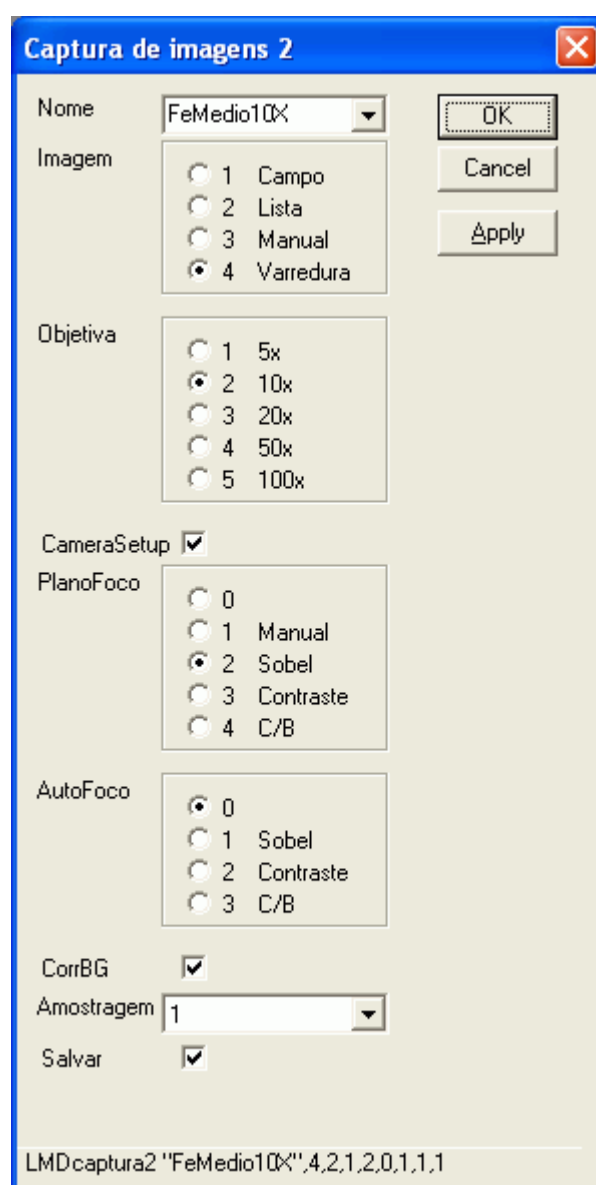 Captura de imagens 2
Nome FeMedio10X OK
Imagem
1 Campo Cancel
2 Lista
3 Manual Apply
4 Varredura
Objetiva
1 5x
2 10x
3 20x
4 50x
5 100x
CameraSetup
PlanoFoco
0
1 Manual
2 Sobel
3 Contraste
4 C/B
AutoFoco
0
1 Sobel
2 Contraste
3 C/B
CorrBG
Amostragem 1
Salvar
LMDcaptura2 "FeMedio10X",4,2,1,2,0,1,1,1